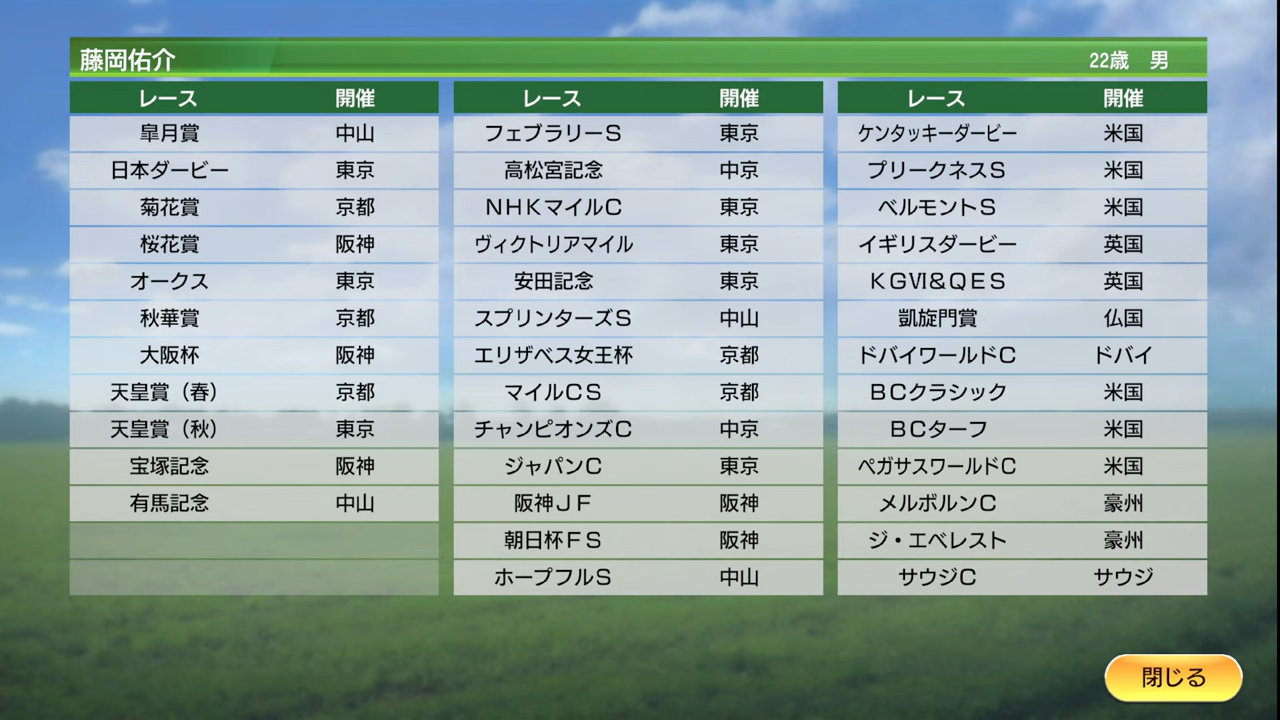 藤岡佑介 22歳 男
レース 開催 レース 開催 レース 開催
皐月賞 中山 フェブラリーS 東京 ケンタッキーダービー 米国
日本ダービー 東京 高松宮記念 中京 プリークネスS 米国
菊花賞 京都 NHKマイルC 東京 ベルモントS 米国
桜花賞 阪神 ヴィクトリアマイル 東京 イギリスダービー 英国
オークス 東京 安田記念 東京 KGⅥ&QES 英国
秋華賞 京都 スプリンターズS 中山 凱旋門賞 仏国
大阪杯 阪神 エリザベス女王杯 京都 ドバイワールドC ドバイ
天皇賞（春） 京都 マイルCS 京都 BCクラシック 米国
天皇賞（秋） 東京 チャンピオンズC 中京 BCターフ 米国
宝塚記念 阪神 ジャパンC 東京 ペガサスワールドC 米国
有馬記念 中山 阪神JF 阪神 メルボルンC 豪州
朝日杯FS 阪神 ジ・エベレスト 豪州
ホープフルS 中山 サウジC サウジ
閉じる